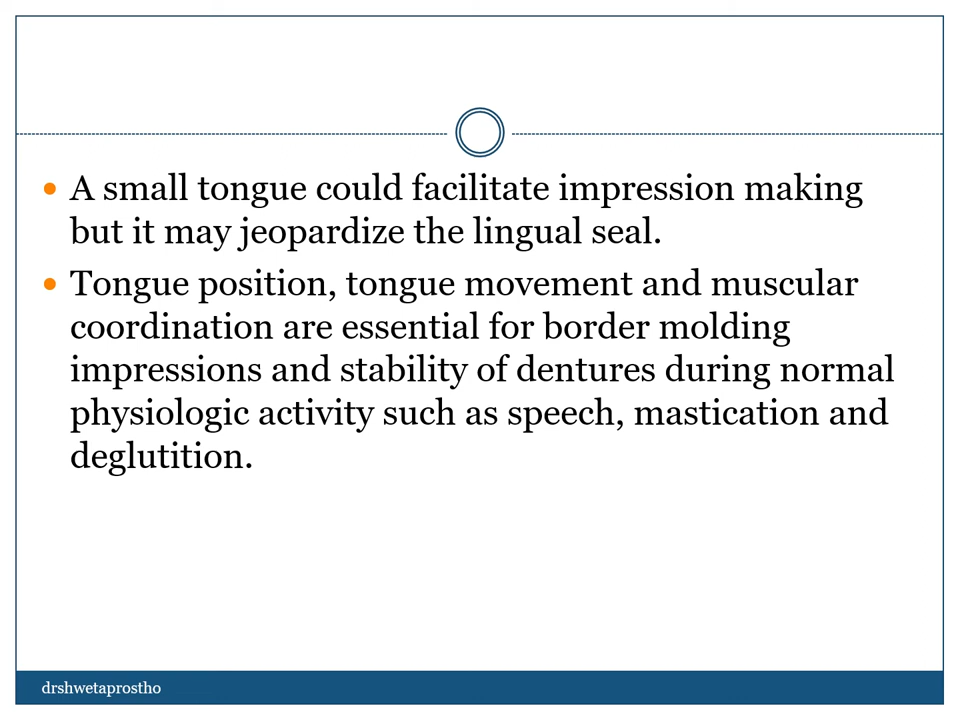 A small tongue could facilitate impression making
but it may jeopardize the lingual seal.
Tongue position, tongue movement and muscular
coordination are essential for border molding
impressions and stability of dentures during normal
physiologic activity such as speech, mastication and
deglutition.
drshwetaprostho